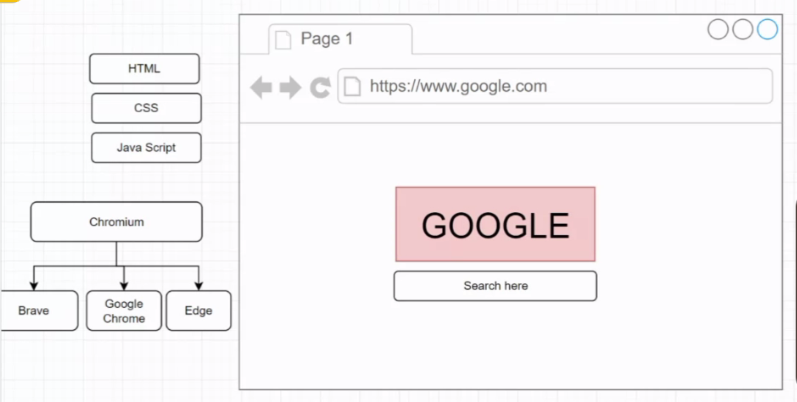 HTML
CSS
Java Script
Chromium
Brave
Google
Chrome
Edge
Page 1
https://www.google.com
GOOGLE
Search here